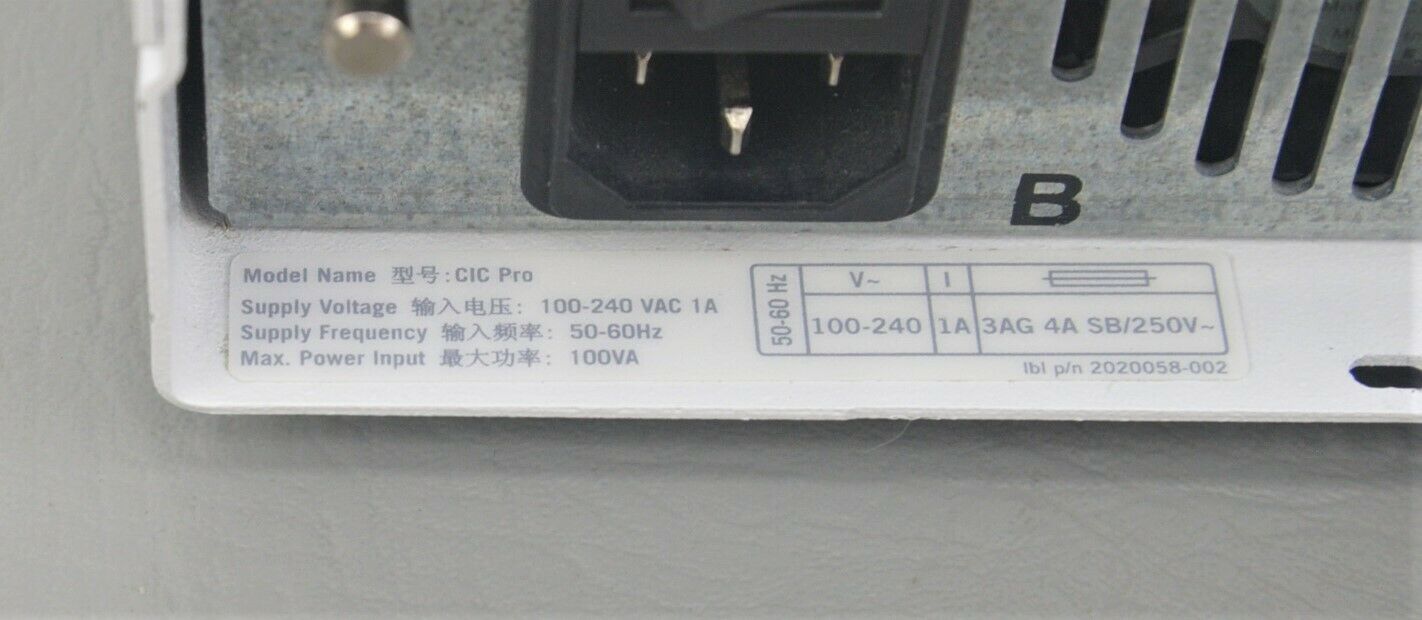 B
Model Name 型号: CIC Pro
Supply Voltage 输入电压: 100-240 VAC 1A
Supply Frequency 输入频率: 50-60Hz
Max. Power Input 最大功率: 100VA
50-60 Hz
V~ I
100-240 1A 3AG 4A SB/250V~
lbl p/n 2020058-002